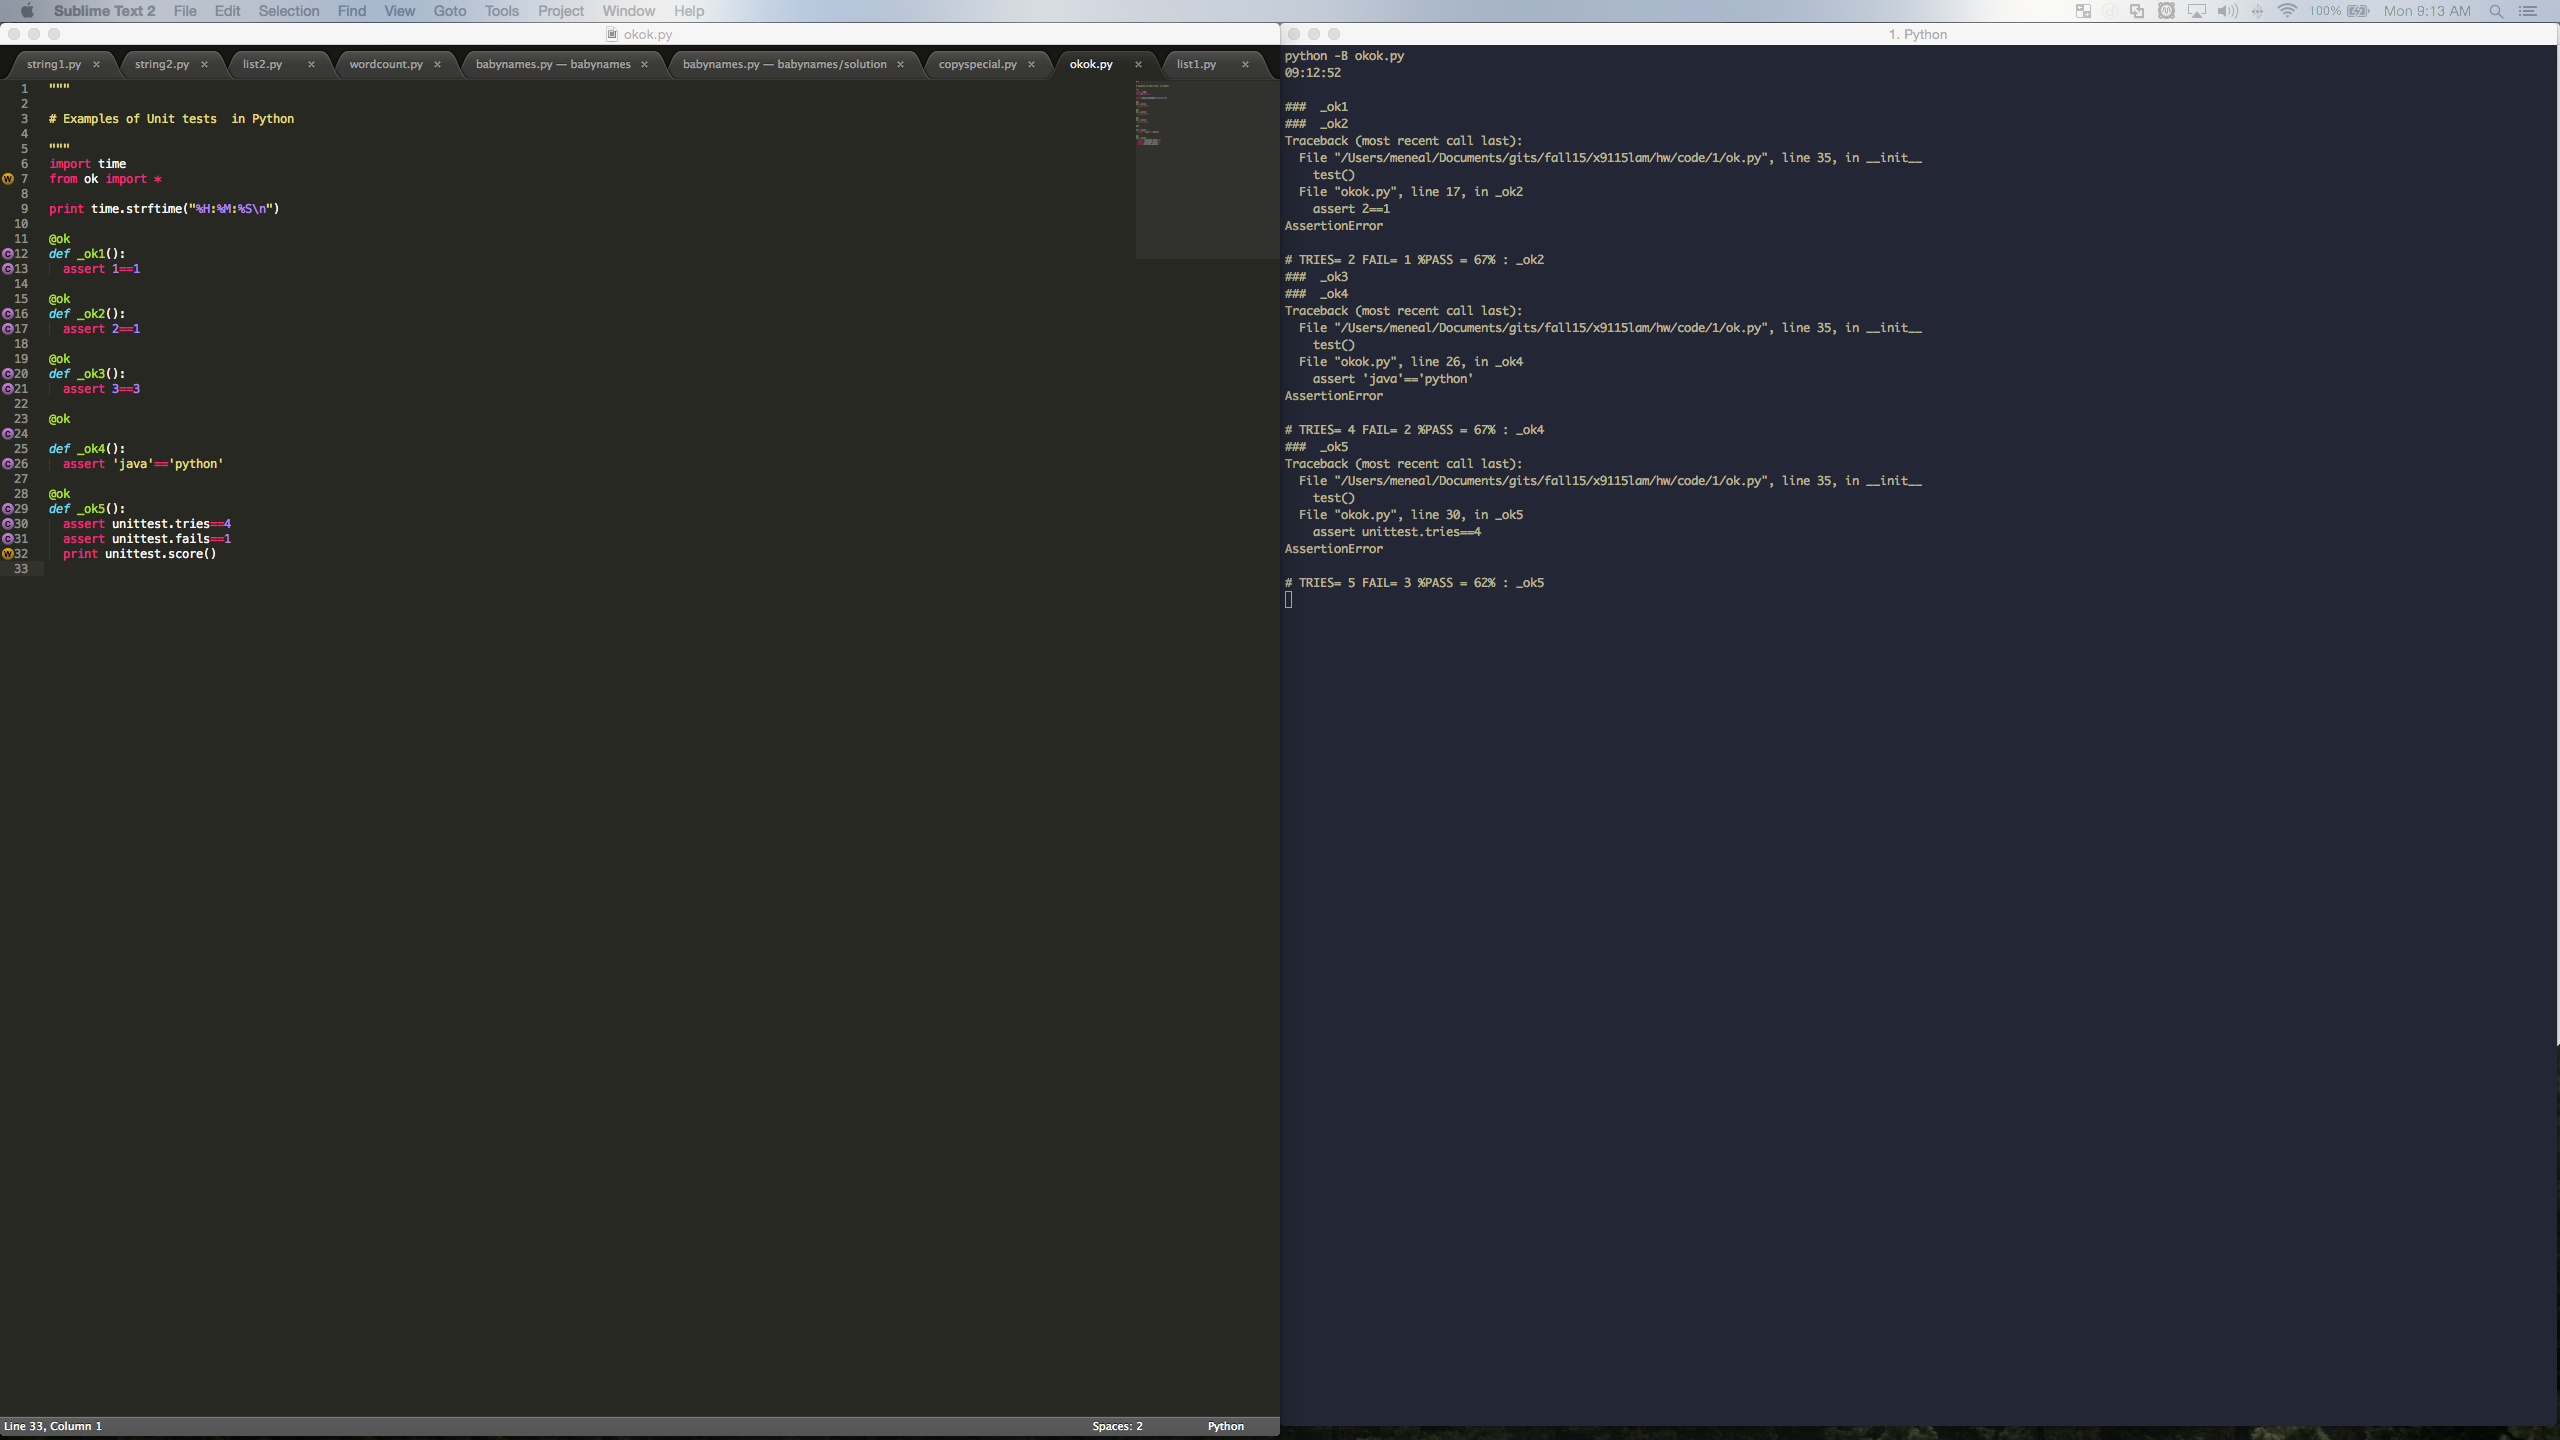 Sublime Text 2 File Edit Selection Find View Goto Tools Project Window Help 100% Mon 9:13 AM
okok.py
string1.py × string2.py × list2.py × wordcount.py × babynames.py — babynames × babynames.py — babynames/solution × copyspecial.py × okok.py × list1.py ×
1 """
2
3 # Examples of Unit tests  in Python
4
5 """
6 import time
W 7 from ok import *
8
9 print time.strftime("%H:%M:%S\n")
10
11 @ok
C 12 def _ok1():
C 13   assert 1==1
14
15 @ok
C 16 def _ok2():
C 17   assert 2==1
18
19 @ok
C 20 def _ok3():
C 21   assert 3==3
22
23 @ok
C 24
25 def _ok4():
C 26   assert 'java'=='python'
27
28 @ok
C 29 def _ok5():
C 30   assert unittest.tries==4
C 31   assert unittest.fails==1
W 32   print unittest.score()
33
Line 33, Column 1 Spaces: 2 Python
1. Python
python -B okok.py
09:12:52
###  _ok1
###  _ok2
Traceback (most recent call last):
  File "/Users/meneal/Documents/gits/fall15/x9115lam/hw/code/1/ok.py", line 35, in __init__
    test()
  File "okok.py", line 17, in _ok2
    assert 2==1
AssertionError
# TRIES= 2 FAIL= 1 %PASS = 67% : _ok2
###  _ok3
###  _ok4
Traceback (most recent call last):
  File "/Users/meneal/Documents/gits/fall15/x9115lam/hw/code/1/ok.py", line 35, in __init__
    test()
  File "okok.py", line 26, in _ok4
    assert 'java'=='python'
AssertionError
# TRIES= 4 FAIL= 2 %PASS = 67% : _ok4
###  _ok5
Traceback (most recent call last):
  File "/Users/meneal/Documents/gits/fall15/x9115lam/hw/code/1/ok.py", line 35, in __init__
    test()
  File "okok.py", line 30, in _ok5
    assert unittest.tries==4
AssertionError
# TRIES= 5 FAIL= 3 %PASS = 62% : _ok5